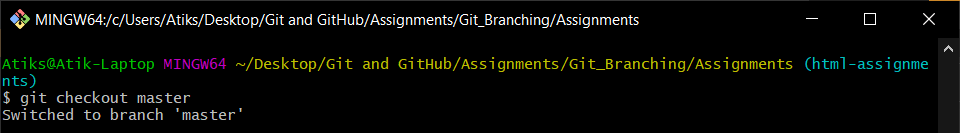 MINGW64:/c/Users/Atiks/Desktop/Git and GitHub/Assignments/Git_Branching/Assignments
Atiks@Atik-Laptop MINGW64 ~/Desktop/Git and GitHub/Assignments/Git_Branching/Assignments (html-assignme
nts)
$ git checkout master
Switched to branch 'master'